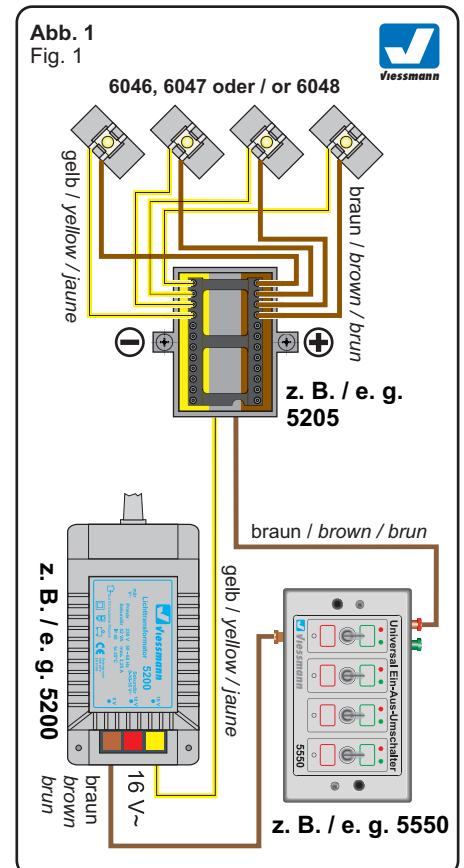 Abb. 1
Fig. 1
viessmann
6046, 6047 oder / or 6048
gelb / yellow / jaune
braun / brown / brun
z. B. / e. g.
5205
braun / brown / brun
gelb / yellow / jaune
z. B. / e. g. 5200
viessmann
Lichttransformator 5200
16 V~
braun
brown
brun
Universal Ein-Aus-Umschalter
viessmann
5550
z. B. / e. g. 5550